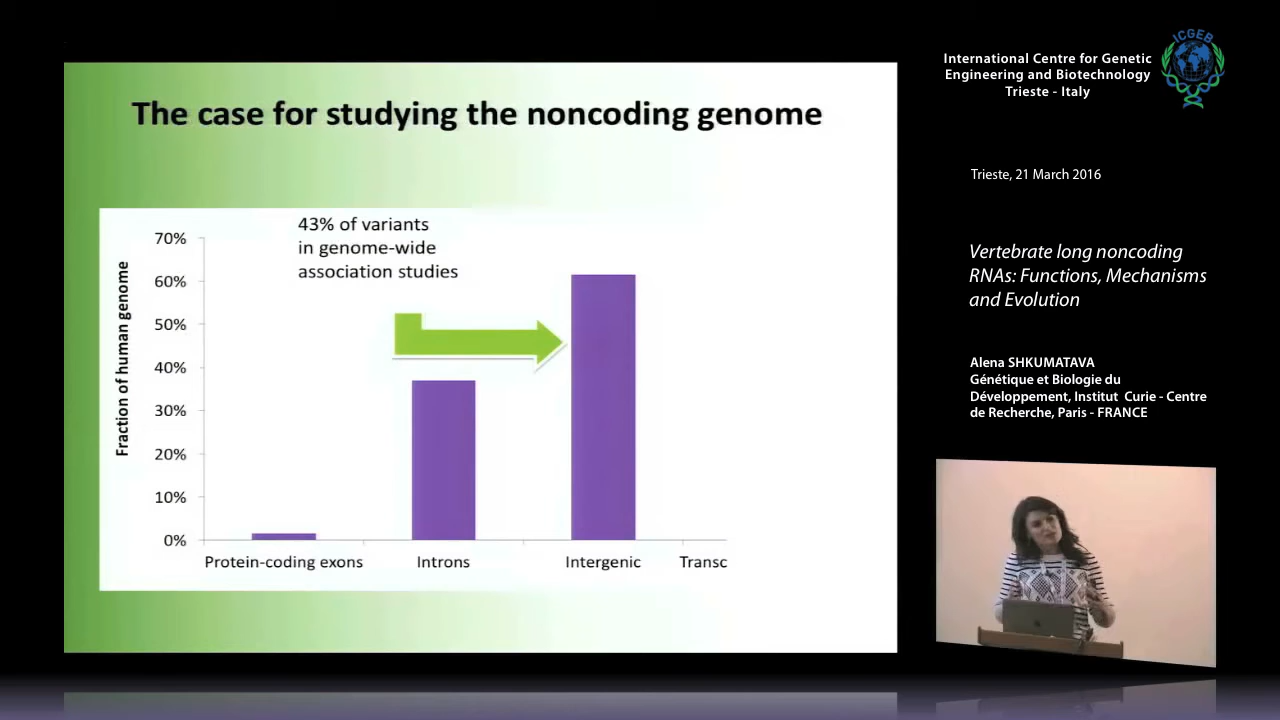 The case for studying the noncoding genome
43% of variants
in genome-wide
association studies
Fraction of human genome
70%
60%
50%
40%
30%
20%
10%
0%
Protein-coding exons
Introns
Intergenic
Transc
International Centre for Genetic
Engineering and Biotechnology
Trieste - Italy
ICGEB
Trieste, 21 March 2016
Vertebrate long noncoding
RNAs: Functions, Mechanisms
and Evolution
Alena SHKUMATAVA
Génétique et Biologie du
Développement, Institut Curie - Centre
de Recherche, Paris - FRANCE